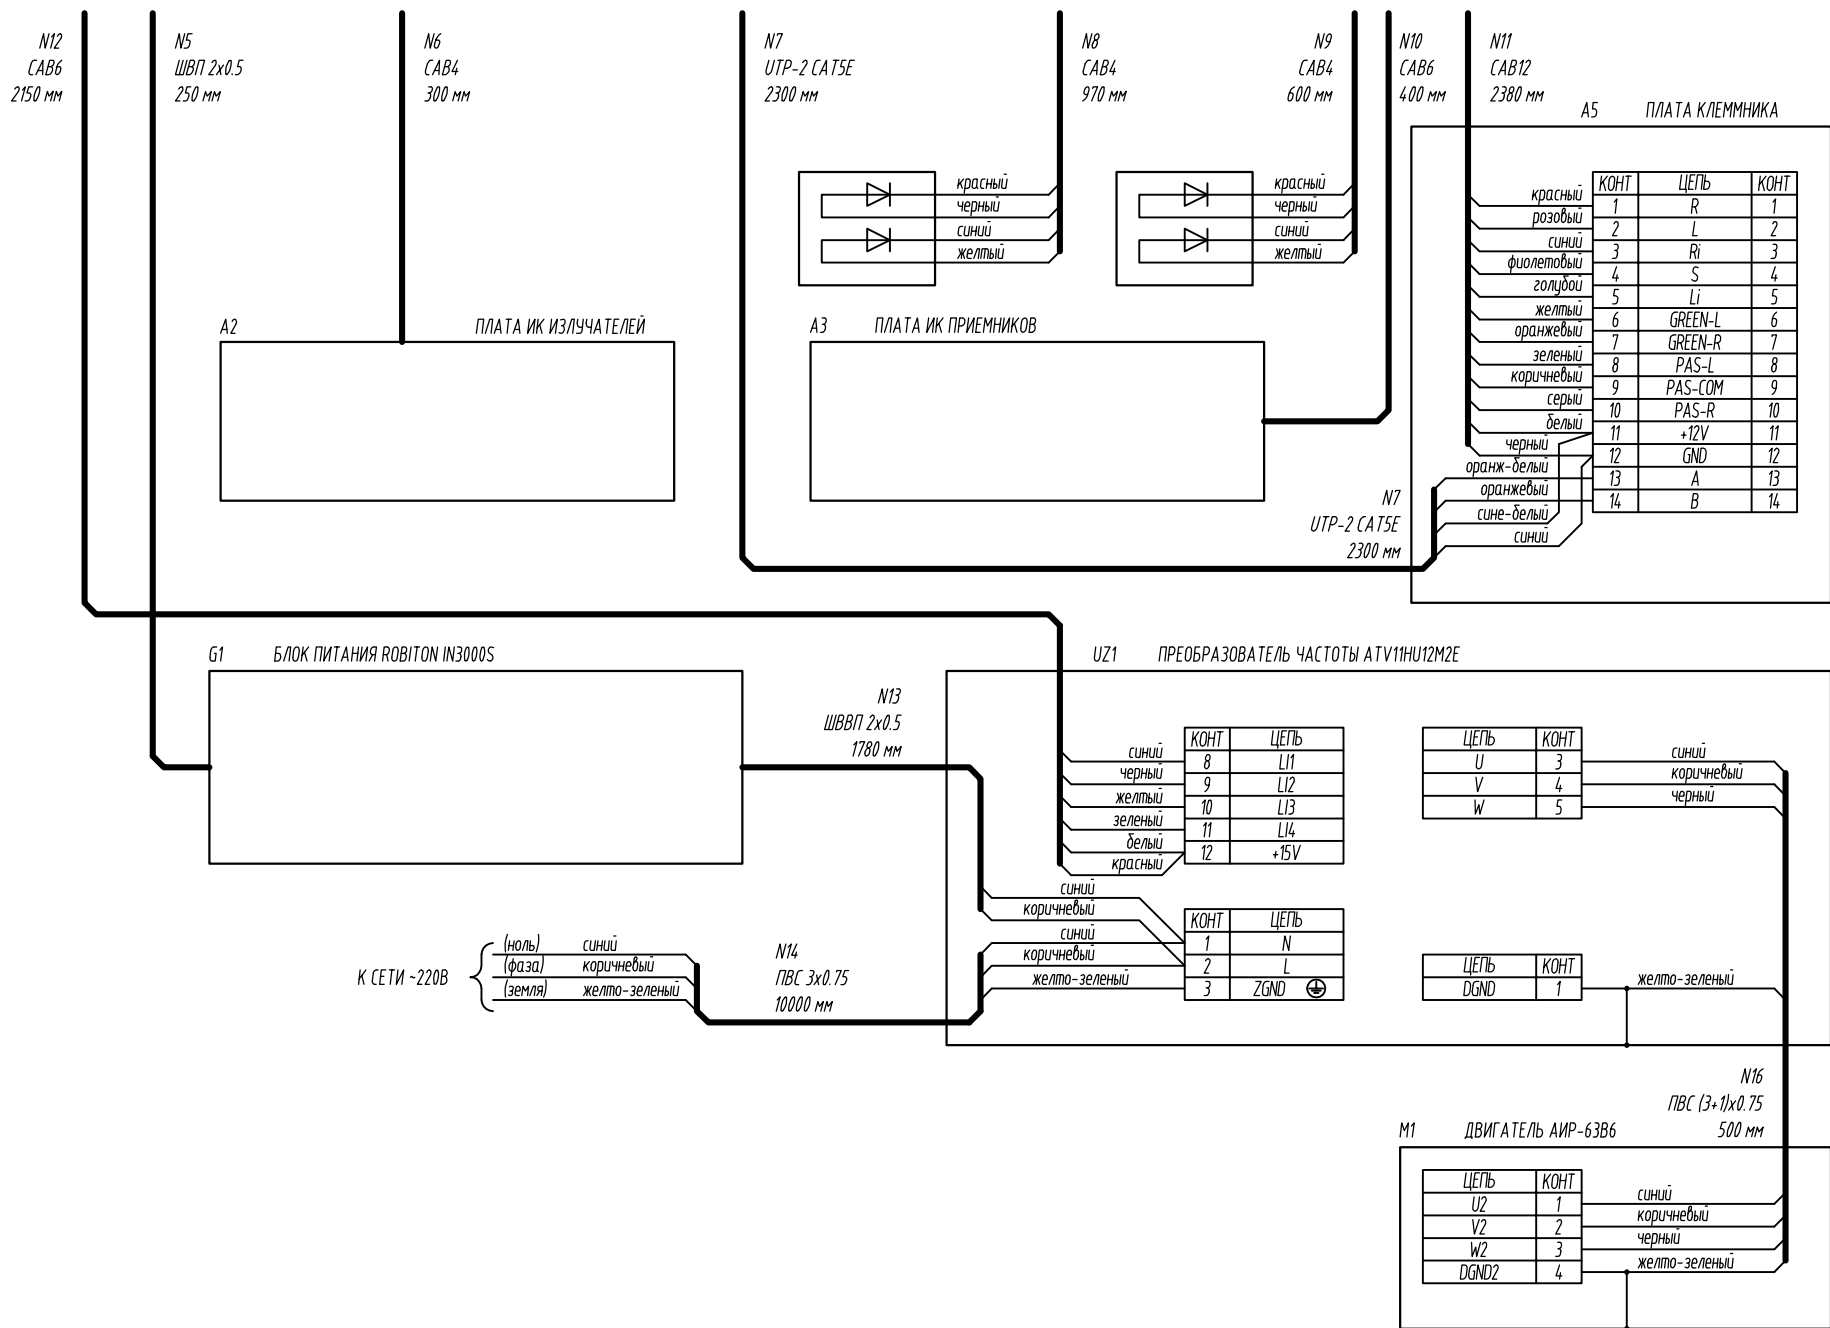 N12
САВ6
2150 мм
N5
ШВП 2x0.5
250 мм
N6
САВ4
300 мм
N7
UTP-2 CAT5E
2300 мм
N8
САВ4
970 мм
N9
САВ4
600 мм
N10
САВ6
400 мм
N11
САВ12
2380 мм
А5 ПЛАТА КЛЕММНИКА
красный
черный
синий
желтый
красный
черный
синий
желтый
КОНТ ЦЕПЬ КОНТ
красный 1 R 1
розовый 2 L 2
синий 3 Ri 3
фиолетовый 4 S 4
голубой 5 Li 5
желтый 6 GREEN-L 6
оранжевый 7 GREEN-R 7
зеленый 8 PAS-L 8
коричневый 9 PAS-COM 9
серый 10 PAS-R 10
белый 11 +12V 11
черный 12 GND 12
оранж-белый 13 A 13
оранжевый 14 B 14
сине-белый
синий
А2 ПЛАТА ИК ИЗЛУЧАТЕЛЕЙ
А3 ПЛАТА ИК ПРИЕМНИКОВ
N7
UTP-2 CAT5E
2300 мм
G1 БЛОК ПИТАНИЯ ROBITON IN3000S
N13
ШВВП 2x0.5
1780 мм
UZ1 ПРЕОБРАЗОВАТЕЛЬ ЧАСТОТЫ ATV11HU12M2E
КОНТ ЦЕПЬ
синий 8 LI1
черный 9 LI2
желтый 10 LI3
зеленый 11 LI4
белый 12 +15V
красный
ЦЕПЬ КОНТ
U 3 синий
V 4 коричневый
W 5 черный
синий
коричневый
КОНТ ЦЕПЬ
синий 1 N
коричневый 2 L
желто-зеленый 3 ZGND
ЦЕПЬ КОНТ
DGND 1 желто-зеленый
К СЕТИ ~220В
(ноль) синий
(фаза) коричневый
(земля) желто-зеленый
N14
ПВС 3x0.75
10000 мм
N16
ПВС (3+1)x0.75
500 мм
М1 ДВИГАТЕЛЬ АИР-63В6
ЦЕПЬ КОНТ
U2 1 синий
V2 2 коричневый
W2 3 черный
DGND2 4 желто-зеленый